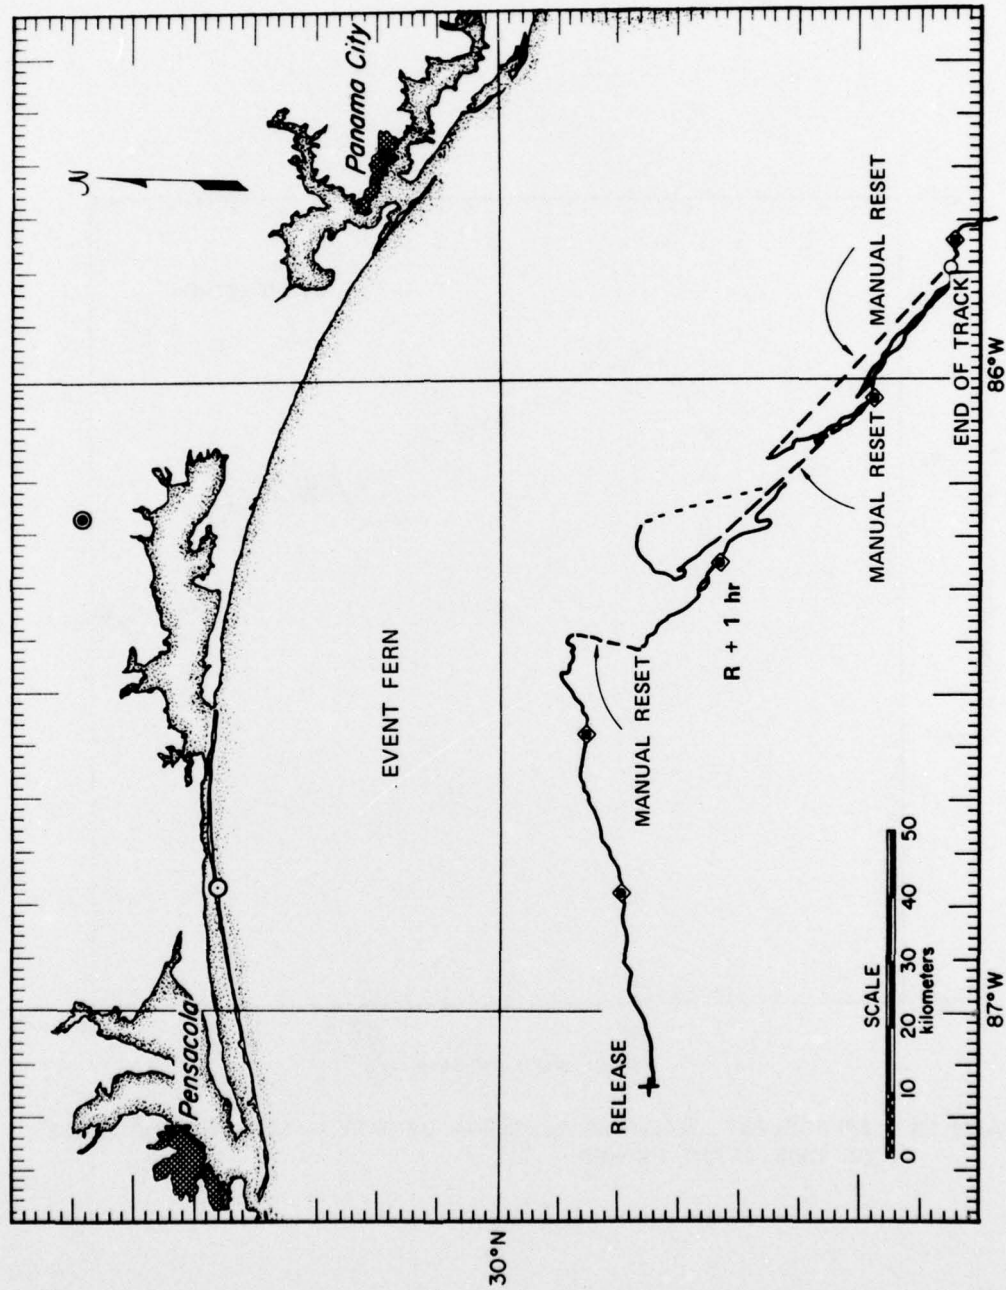 N
Pensacola
Panama City
EVENT FERN
30°N
RELEASE
MANUAL RESET
R + 1 hr
MANUAL RESET
MANUAL RESET
END OF TRACK
SCALE
0 10 20 30 40 50
kilometers
87°W
86°W